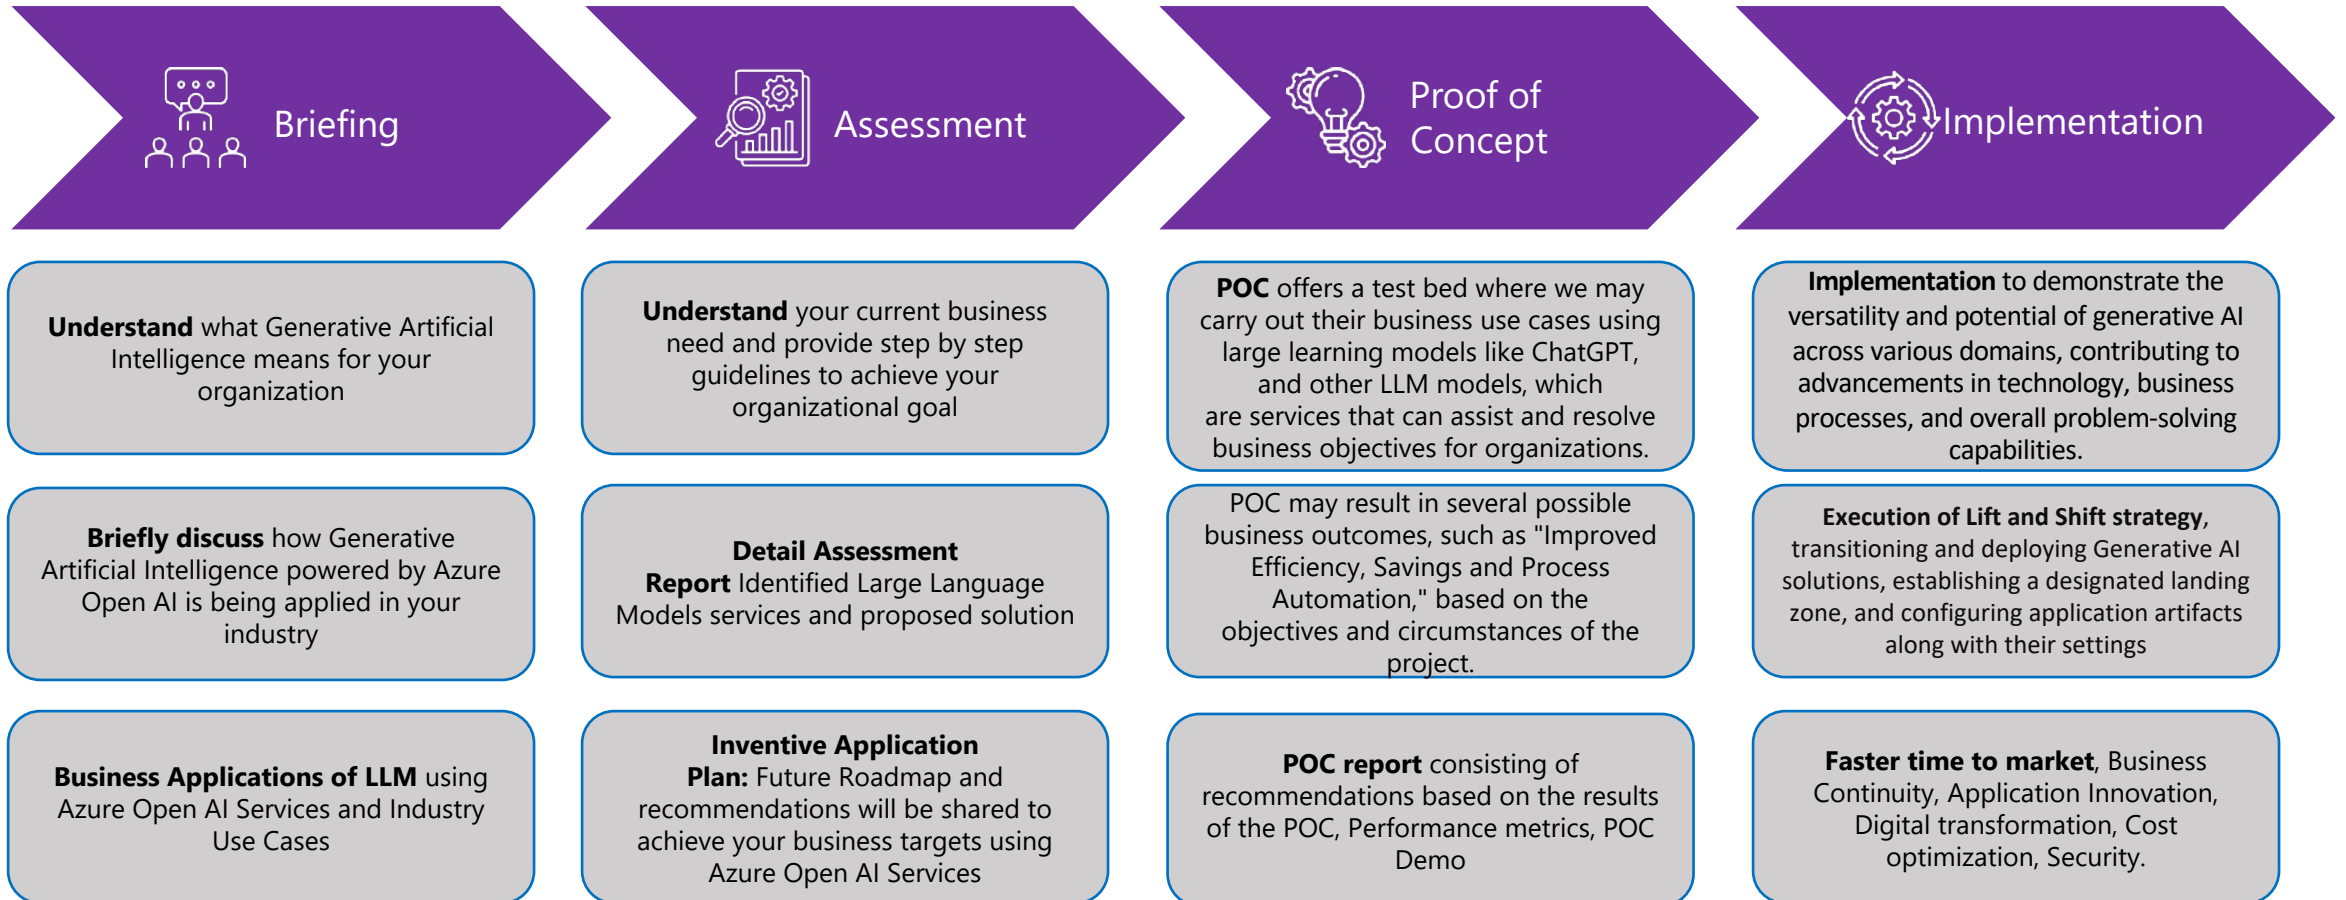 Briefing
Assessment
Proof of
Concept
Implementation
Understand what Generative Artificial
Intelligence means for your
organization
Understand your current business
need and provide step by step
guidelines to achieve your
organizational goal
POC offers a test bed where we may
carry out their business use cases using
large learning models like ChatGPT,
and other LLM models, which
are services that can assist and resolve
business objectives for organizations.
Implementation to demonstrate the
versatility and potential of generative AI
across various domains, contributing to
advancements in technology, business
processes, and overall problem-solving
capabilities.
Briefly discuss how Generative
Artificial Intelligence powered by Azure
Open AI is being applied in your
industry
Detail Assessment
Report Identified Large Language
Models services and proposed solution
POC may result in several possible
business outcomes, such as "Improved
Efficiency, Savings and Process
Automation," based on the
objectives and circumstances of the
project.
Execution of Lift and Shift strategy,
transitioning and deploying Generative AI
solutions, establishing a designated landing
zone, and configuring application artifacts
along with their settings
Business Applications of LLM using
Azure Open AI Services and Industry
Use Cases
Inventive Application
Plan: Future Roadmap and
recommendations will be shared to
achieve your business targets using
Azure Open AI Services
POC report consisting of
recommendations based on the results
of the POC, Performance metrics, POC
Demo
Faster time to market, Business
Continuity, Application Innovation,
Digital transformation, Cost
optimization, Security.